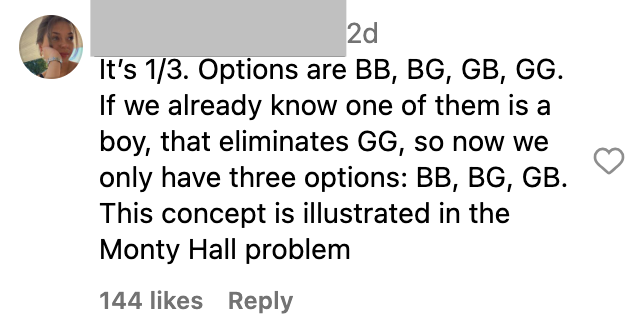 2d
It's 1/3. Options are BB, BG, GB, GG.
If we already know one of them is a
boy, that eliminates GG, so now we
only have three options: BB, BG, GB.
This concept is illustrated in the
Monty Hall problem
144 likes Reply